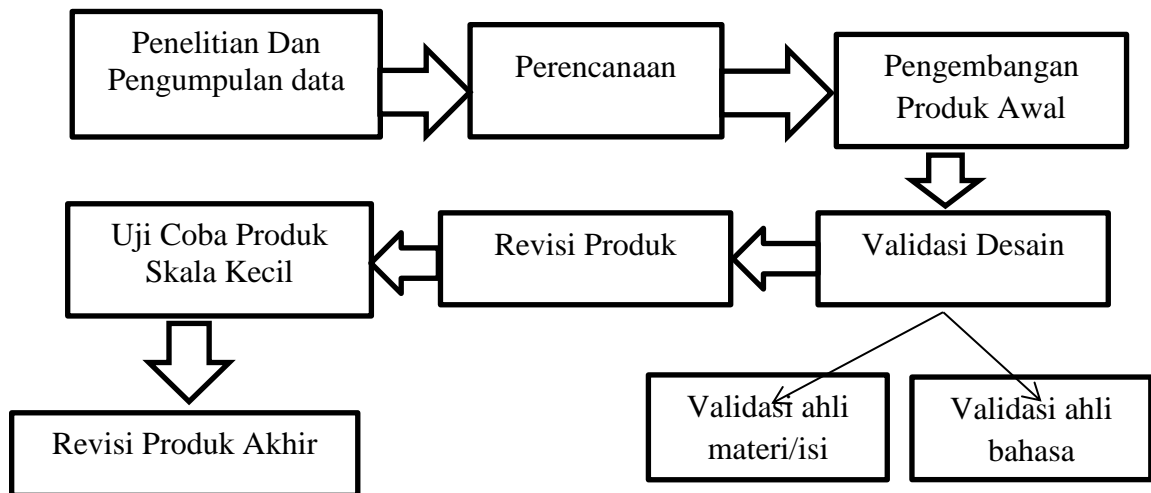 Penelitian Dan
Pengumpulan data
Perencanaan
Pengembangan
Produk Awal
Validasi Desain
Revisi Produk
Uji Coba Produk
Skala Kecil
Validasi ahli
materi/isi
Validasi ahli
bahasa
Revisi Produk Akhir